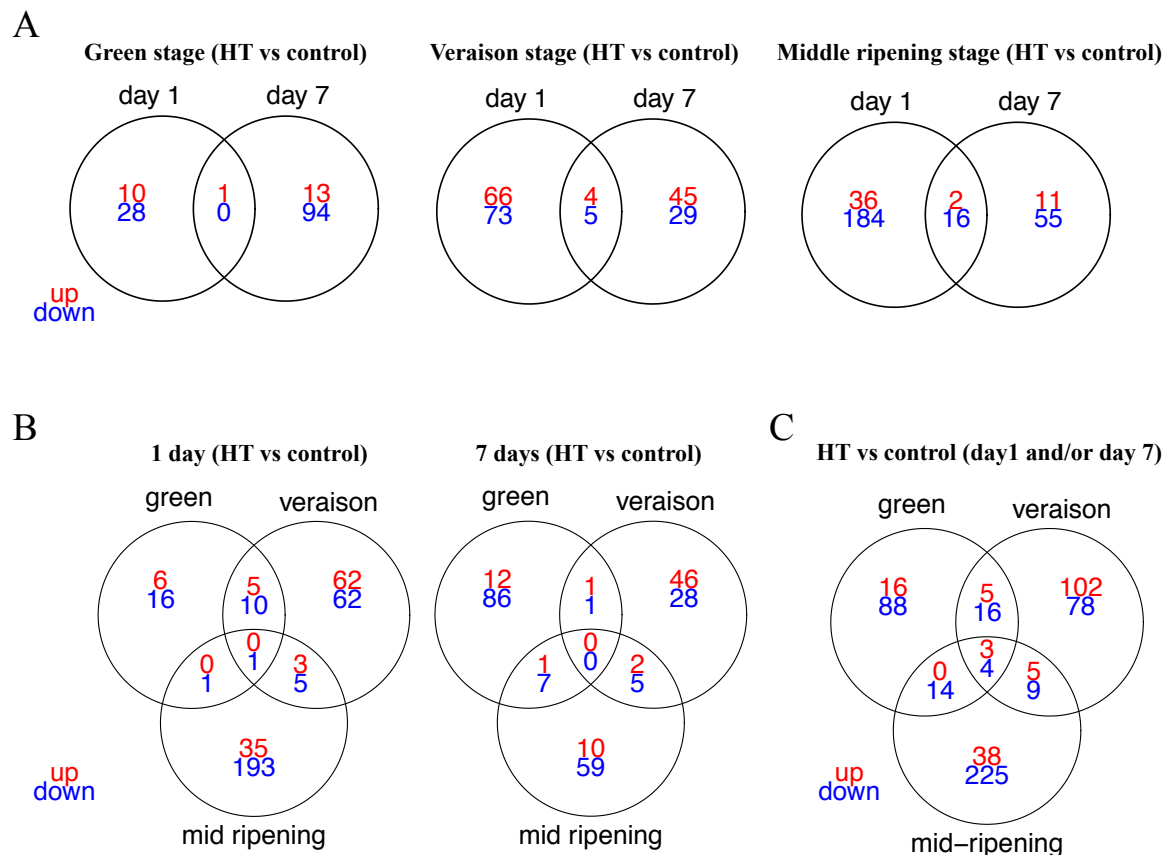 A
Green stage (HT vs control)
Veraison stage (HT vs control)
Middle ripening stage (HT vs control)
day 1
day 7
day 1
day 7
day 1
day 7
10
1
13
66
4
45
36
2
11
28
0
94
73
5
29
184
16
55
up
down
B
C
1 day (HT vs control)
7 days (HT vs control)
HT vs control (day1 and/or day 7)
green
veraison
green
veraison
green
veraison
6
5
62
12
1
46
16
5
102
16
10
62
86
1
28
88
16
78
0
0
3
1
0
2
0
3
5
1
1
5
7
0
5
14
4
9
35
10
38
193
59
225
up
down
up
down
mid ripening
mid ripening
mid-ripening